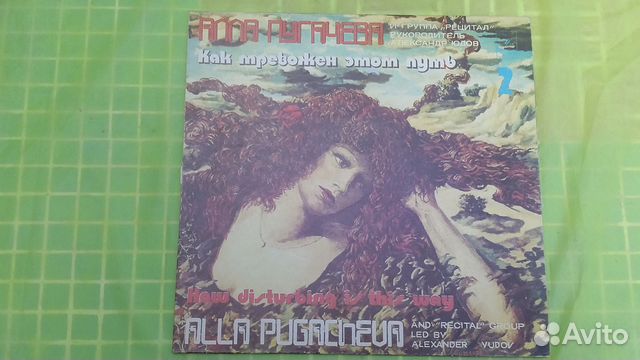 АЛЛА ПУГАЧЕВА
И ГРУППА „РЕЦИТАЛ"
РУКОВОДИТЕЛЬ
АЛЕКСАНДР ЮДОВ
Как тревожен этот путь
2
How disturbing is this way
ALLA PUGACHEVA
AND "RECITAL" GROUP
LED BY
ALEXANDER YUDOV
Avito